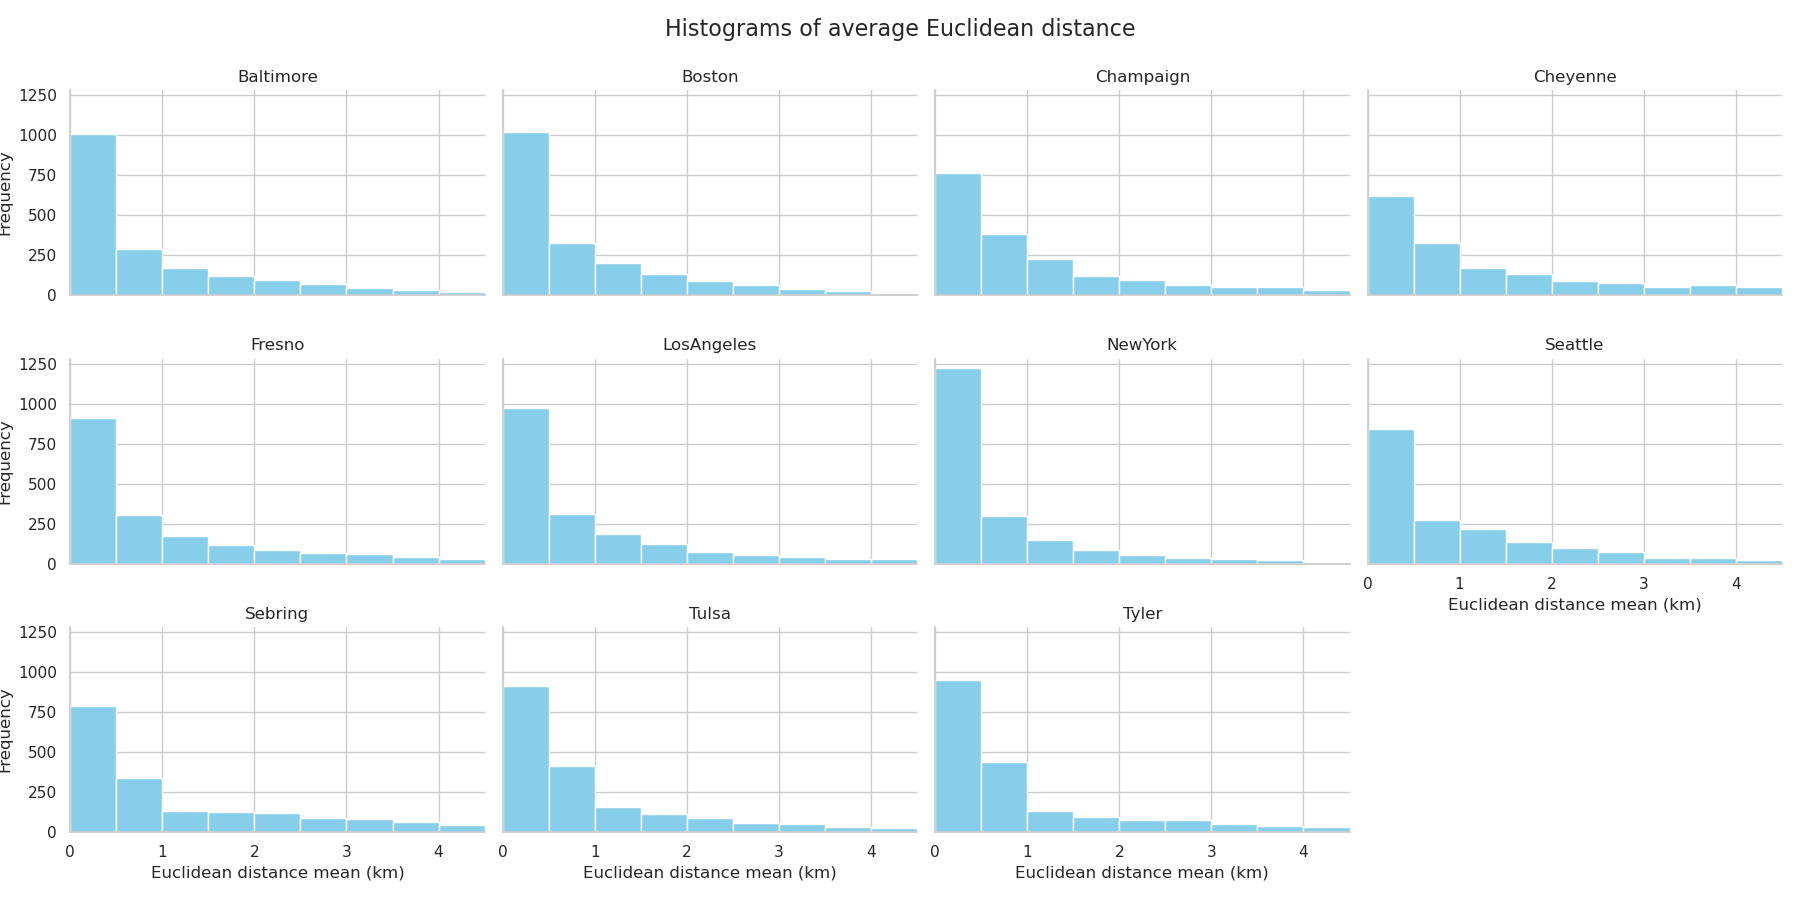 Histograms of average Euclidean distance
Baltimore
Boston
Champaign
Cheyenne
1250
1000
750
500
250
0
Frequency
Fresno
LosAngeles
NewYork
Seattle
1250
1000
750
500
250
0
Frequency
0 1 2 3 4
Euclidean distance mean (km)
Sebring
Tulsa
Tyler
1250
1000
750
500
250
0
Frequency
0 1 2 3 4
Euclidean distance mean (km)
0 1 2 3 4
Euclidean distance mean (km)
0 1 2 3 4
Euclidean distance mean (km)